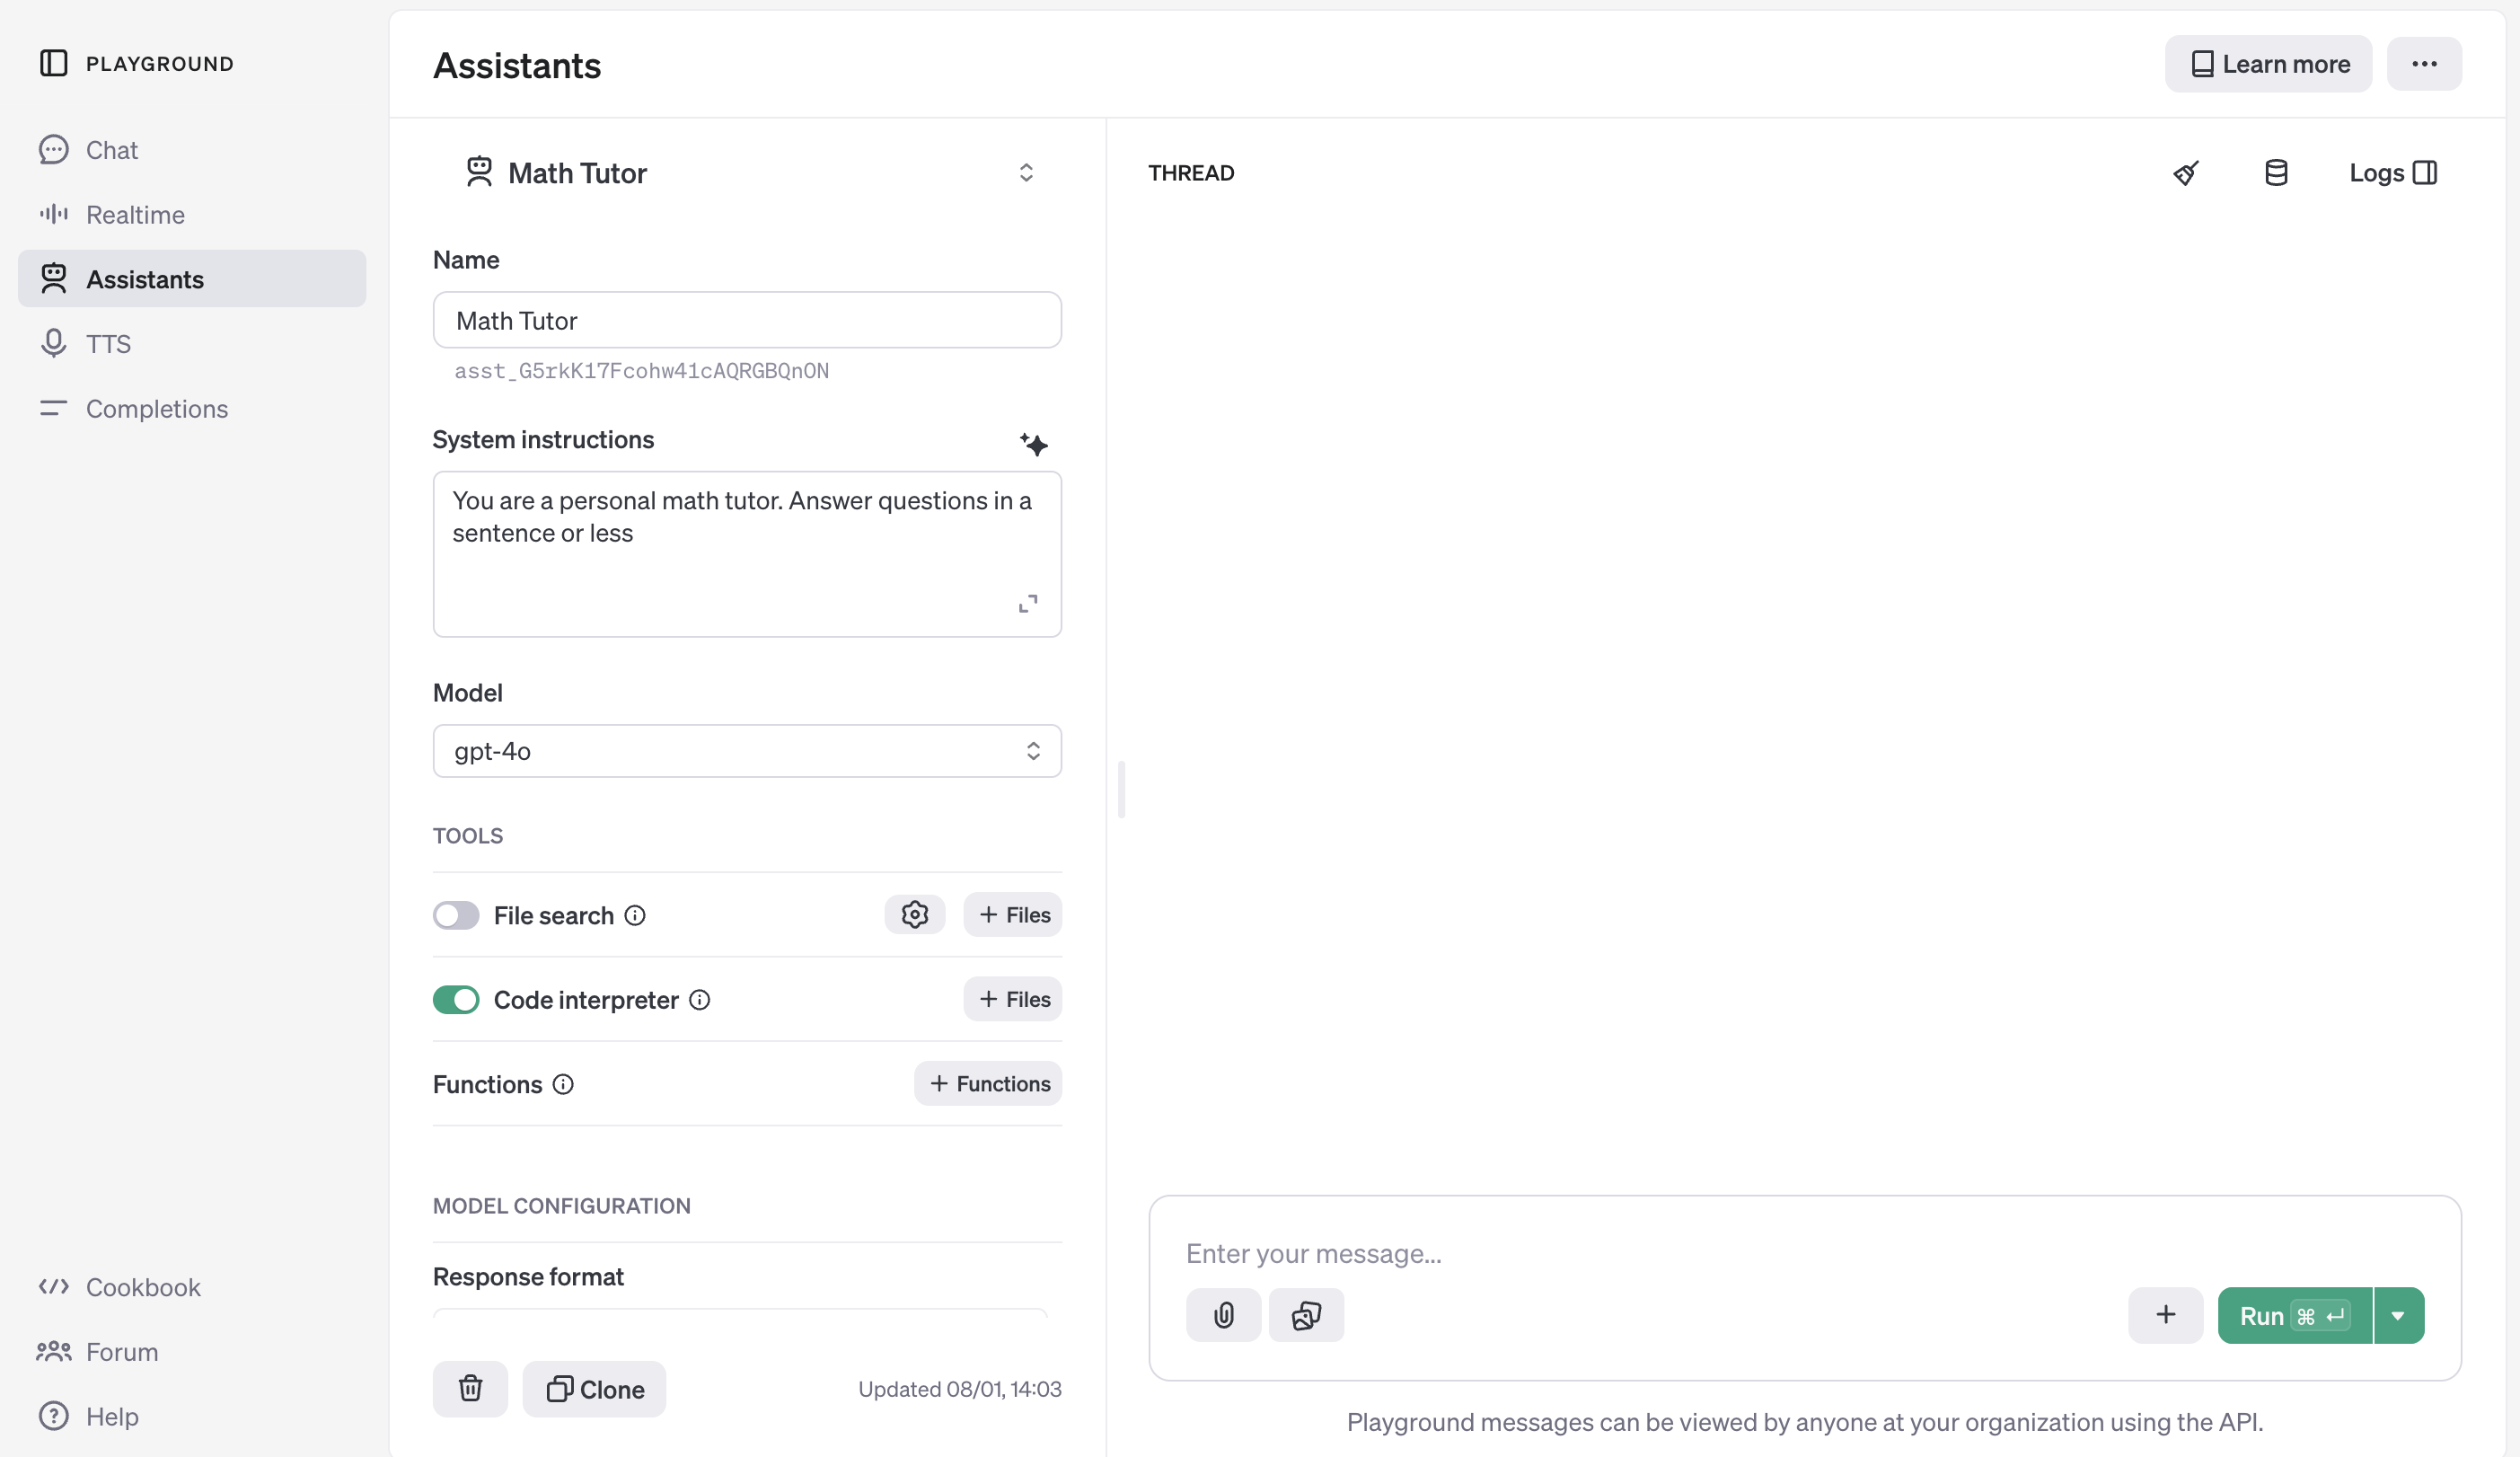 PLAYGROUND
Chat
Realtime
Assistants
TTS
Completions
Cookbook
Forum
Help
Assistants
Learn more
Math Tutor
Name
Math Tutor
asst_G5rkK17Fcohw41cAQRGBQnON
System instructions
You are a personal math tutor. Answer questions in a
sentence or less
Model
gpt-4o
TOOLS
File search
+ Files
Code interpreter
+ Files
Functions
+ Functions
MODEL CONFIGURATION
Response format
Clone
Updated 08/01, 14:03
THREAD
Logs
Enter your message...
Run ⌘ ↵
Playground messages can be viewed by anyone at your organization using the API.